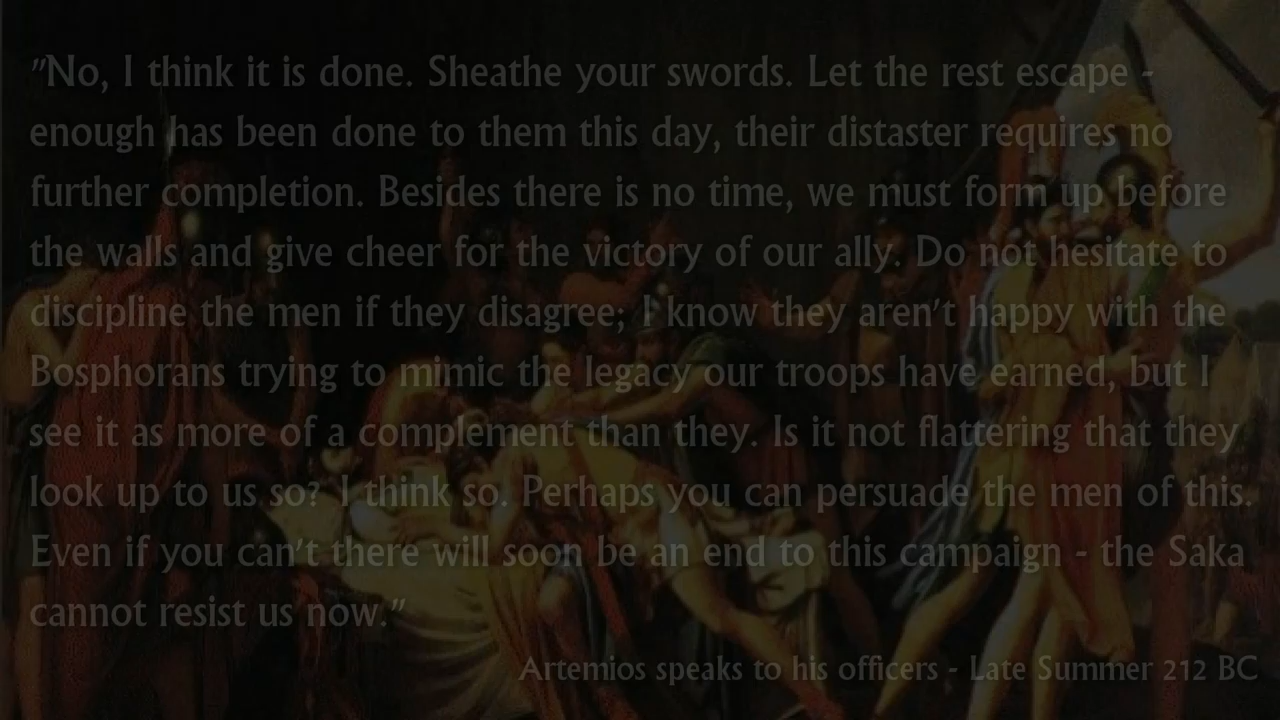 "No, I think it is done. Sheathe your swords. Let the rest escape -
enough has been done to them this day, their distaster requires no
further completion. Besides there is no time, we must form up before
the walls and give cheer for the victory of our ally. Do not hesitate to
discipline the men if they disagree; I know they aren't happy with the
Bosphorans trying to mimic the legacy our troops have earned, but I
see it as more of a complement than they. Is it not flattering that they
look up to us so? I think so. Perhaps you can persuade the men of this.
Even if you can't there will soon be an end to this campaign - the Saka
cannot resist us now."
Artemios speaks to his officers - Late Summer 212 BC